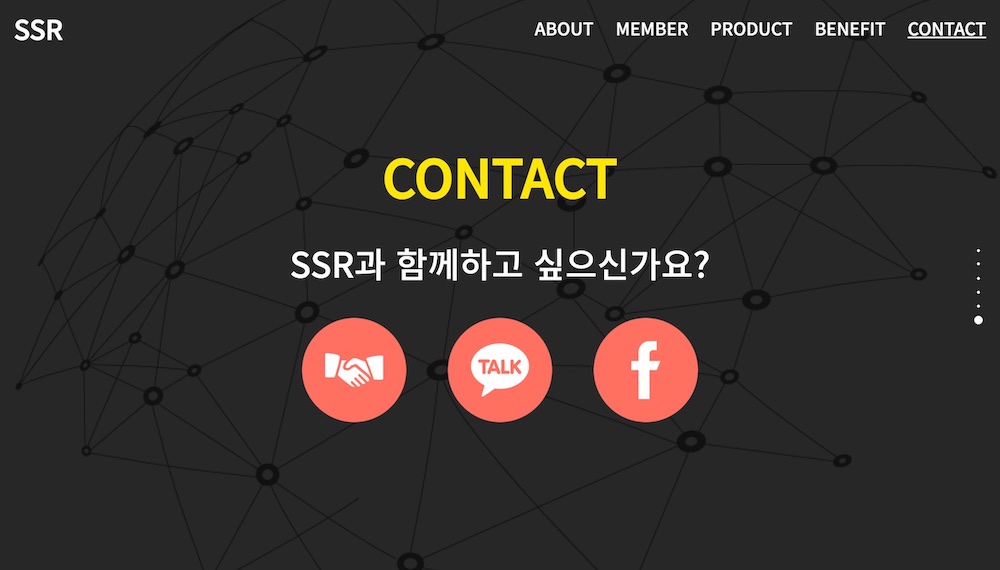 SSR
ABOUT MEMBER PRODUCT BENEFIT CONTACT
CONTACT
SSR과 함께하고 싶으신가요?
TALK